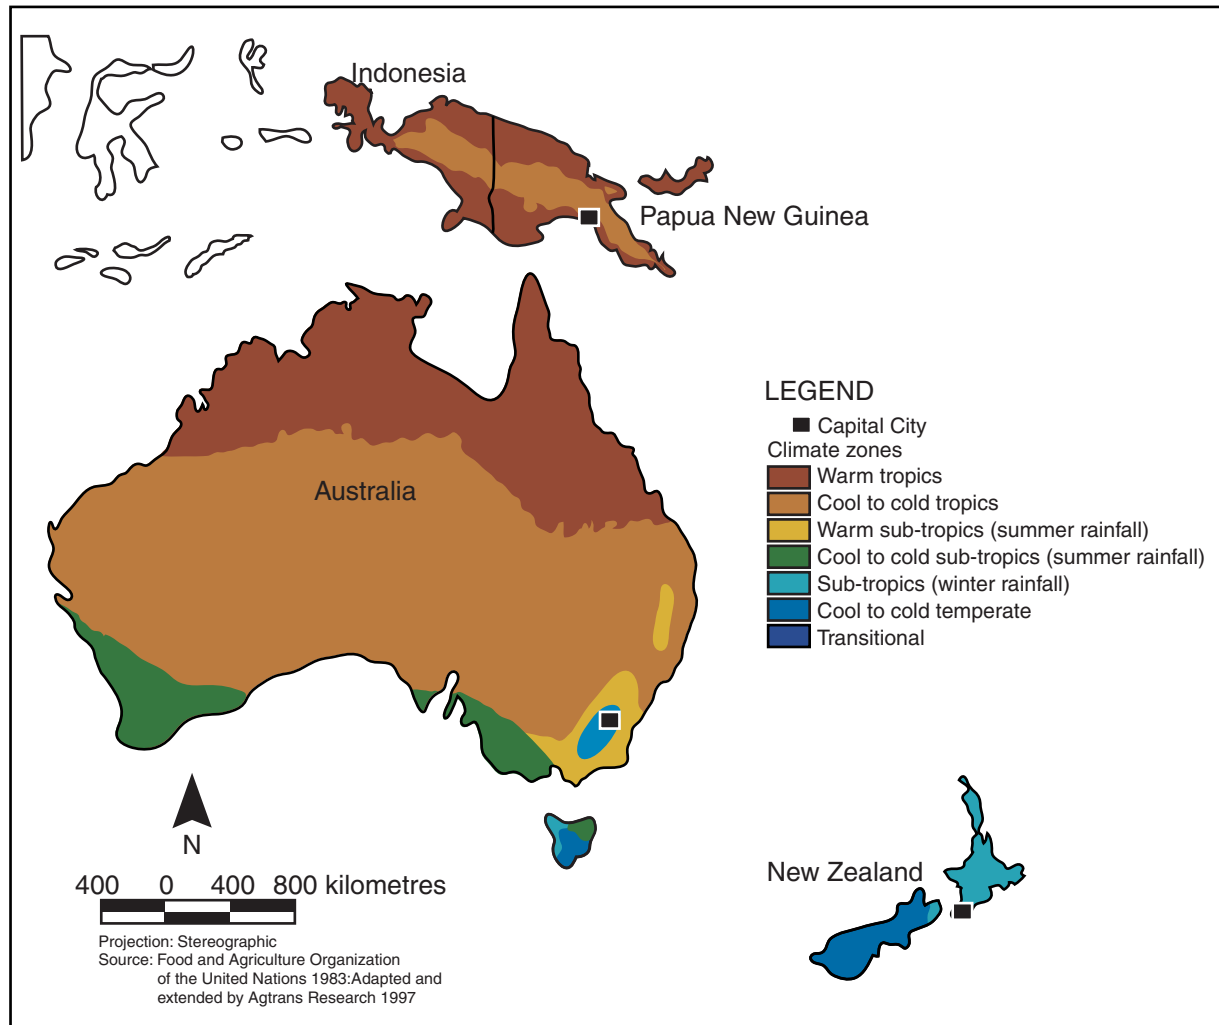 Indonesia
Papua New Guinea
Australia
LEGEND
Capital City
Climate zones
Warm tropics
Cool to cold tropics
Warm sub-tropics (summer rainfall)
Cool to cold sub-tropics (summer rainfall)
Sub-tropics (winter rainfall)
Cool to cold temperate
Transitional
N
New Zealand
400 0 400 800 kilometres
Projection: Stereographic
Source: Food and Agriculture Organization
of the United Nations 1983:Adapted and
extended by Agtrans Research 1997